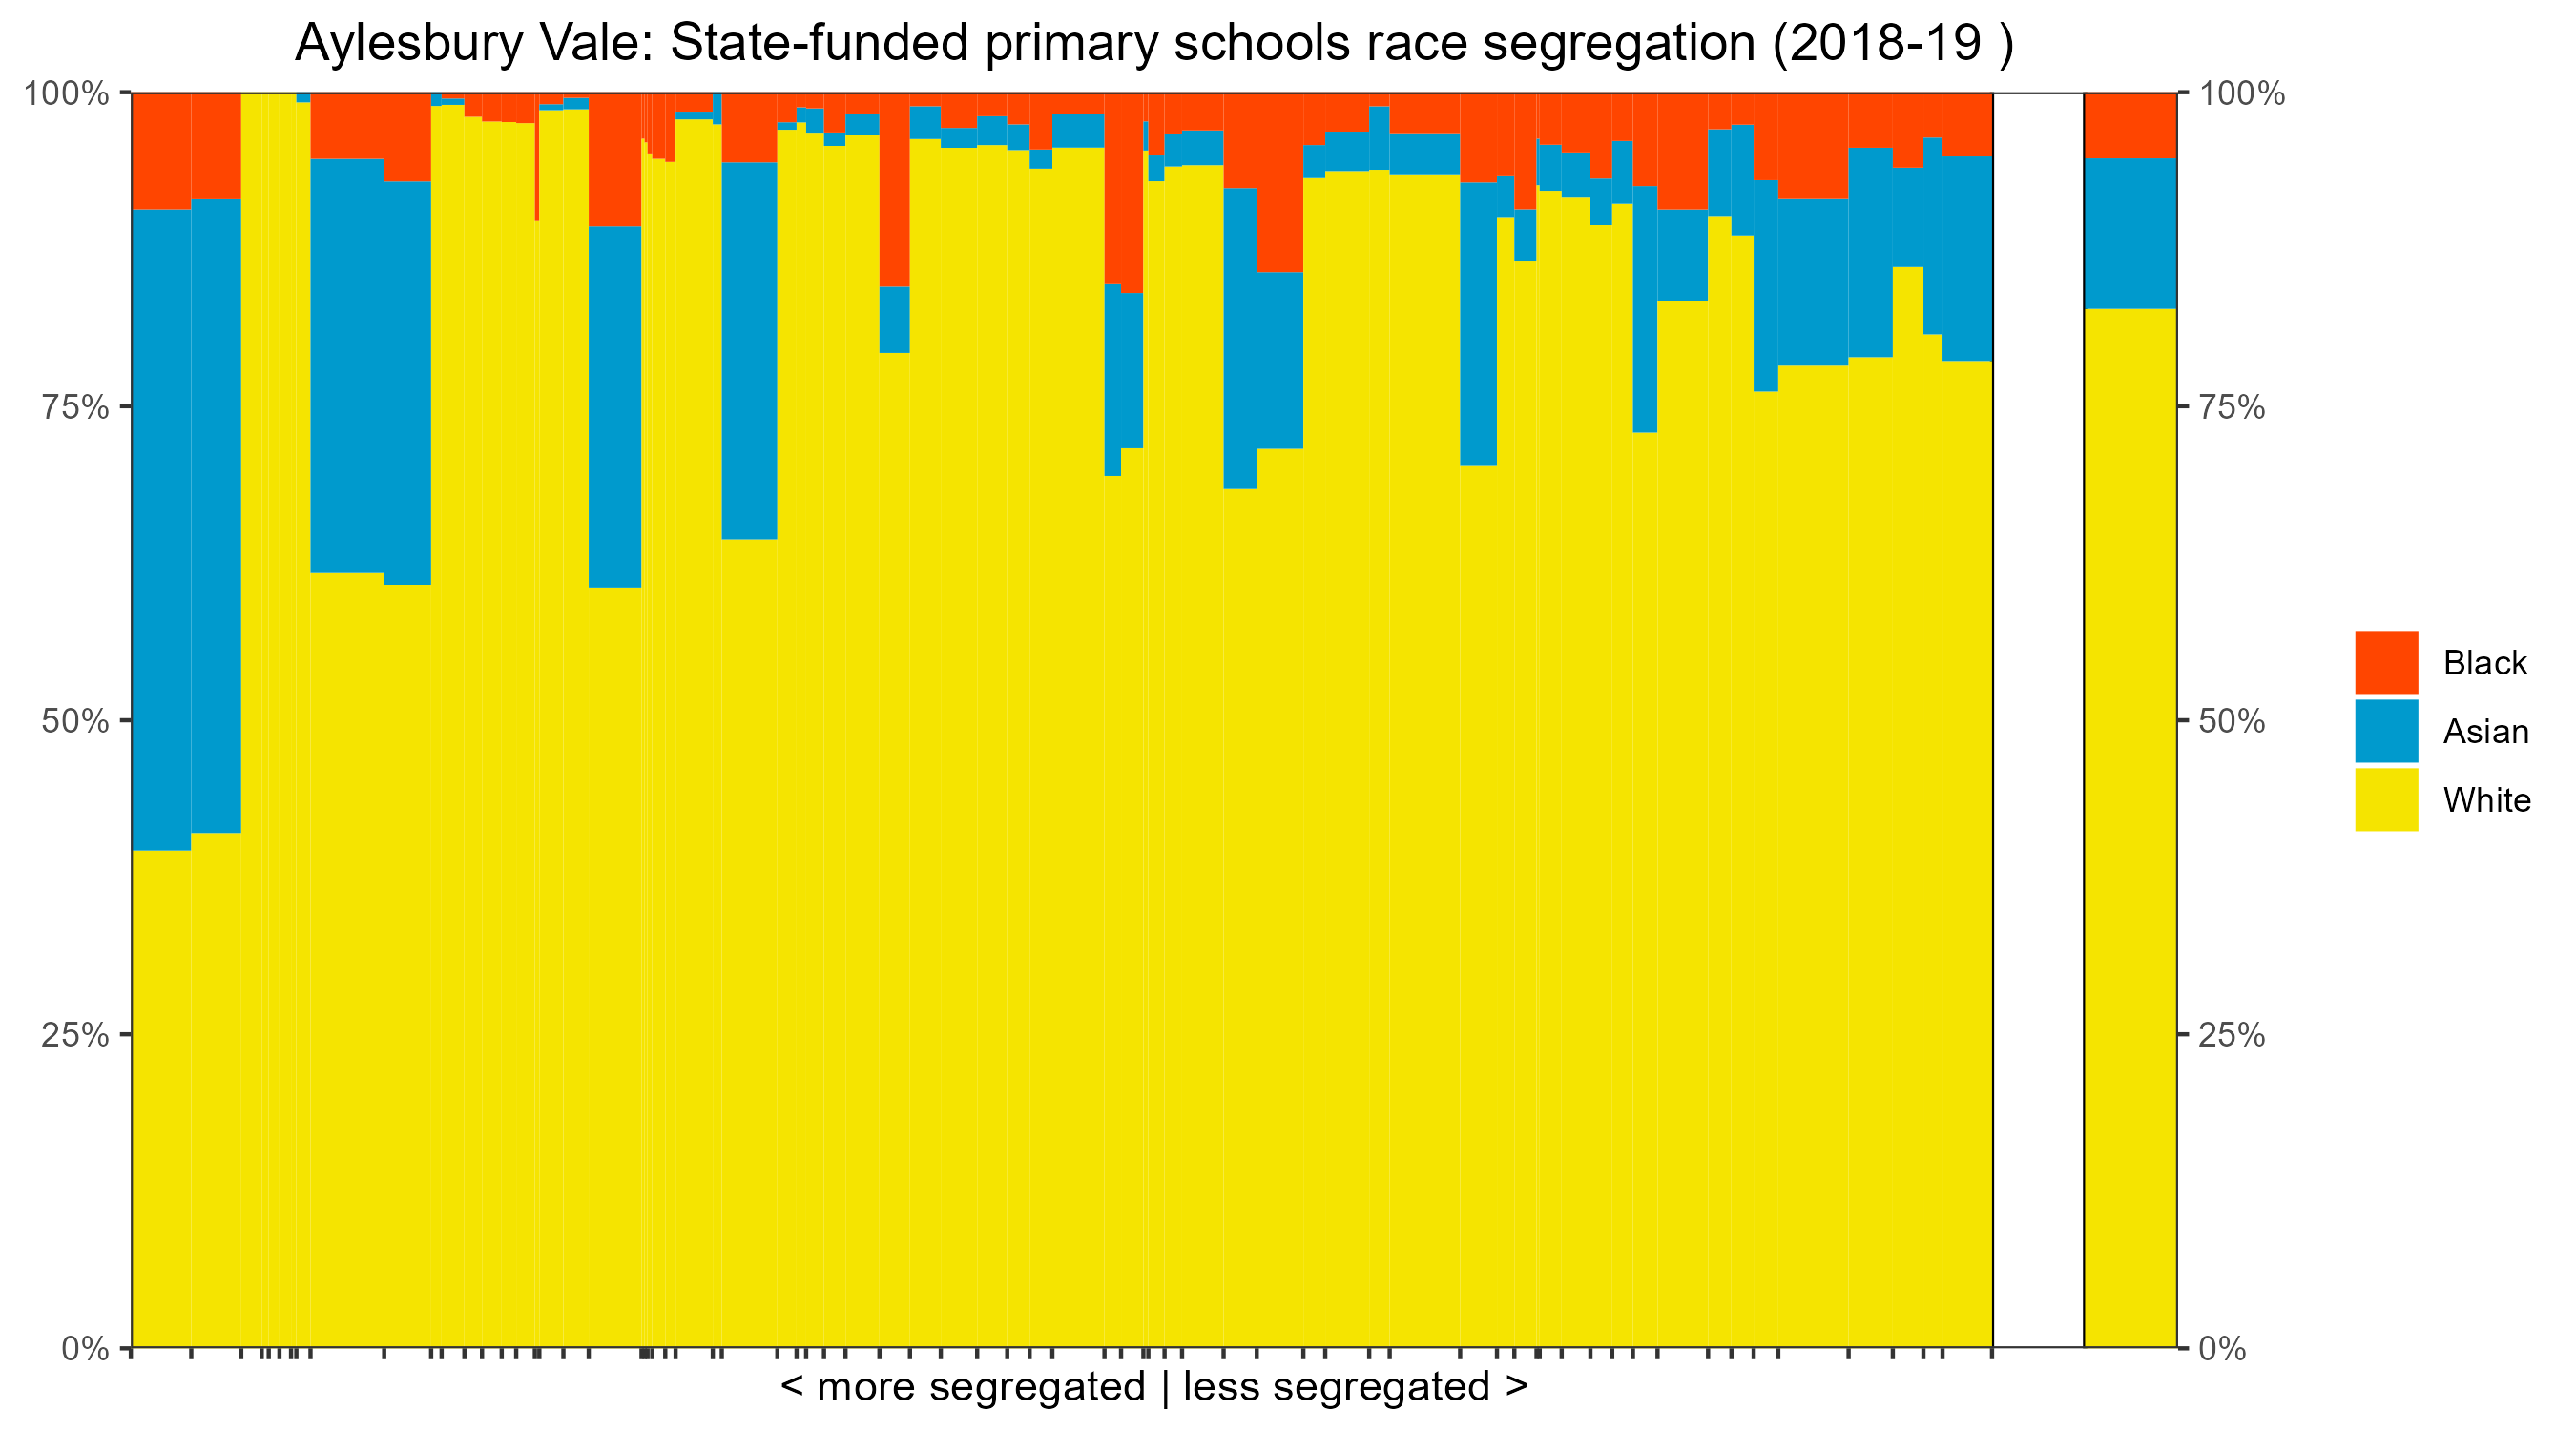 Aylesbury Vale: State-funded primary schools race segregation (2018-19 )
100%
75%
50%
25%
0%
100%
75%
50%
25%
0%
Black
Asian
White
< more segregated | less segregated >